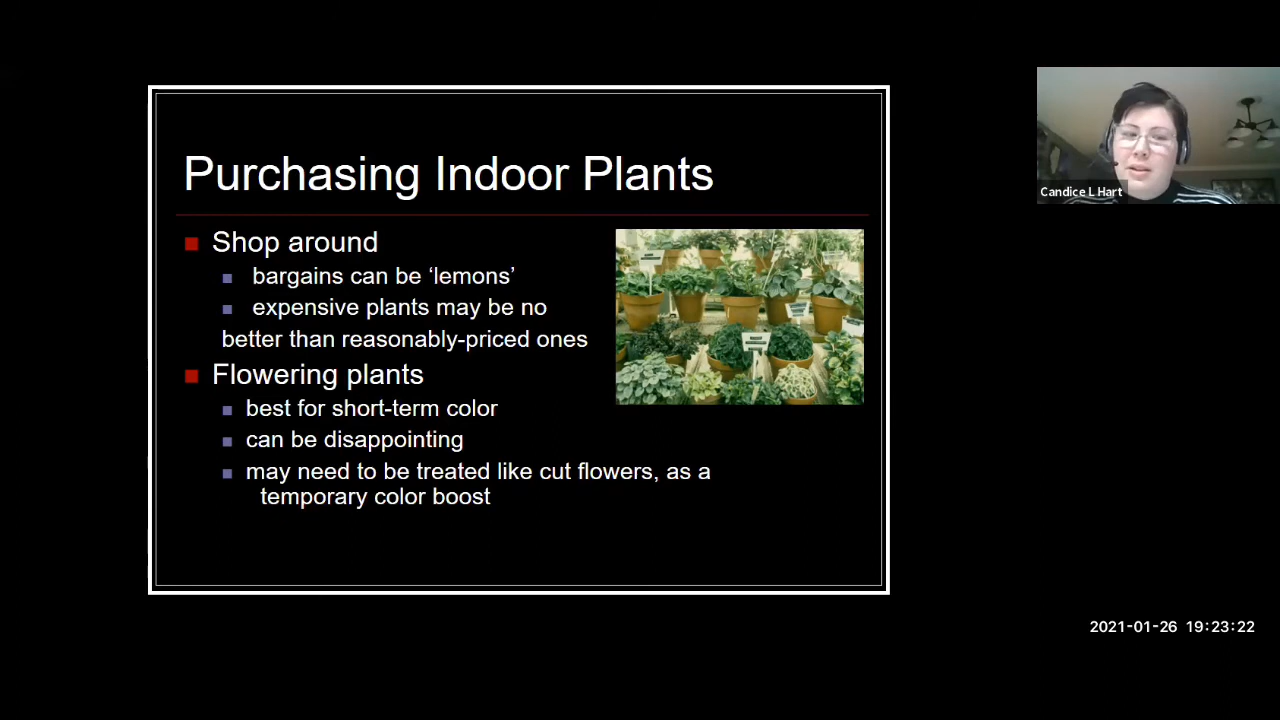 Purchasing Indoor Plants
Shop around
bargains can be ‘lemons’
expensive plants may be no
better than reasonably-priced ones
Flowering plants
best for short-term color
can be disappointing
may need to be treated like cut flowers, as a
temporary color boost
Candice L Hart
2021-01-26 19:23:22